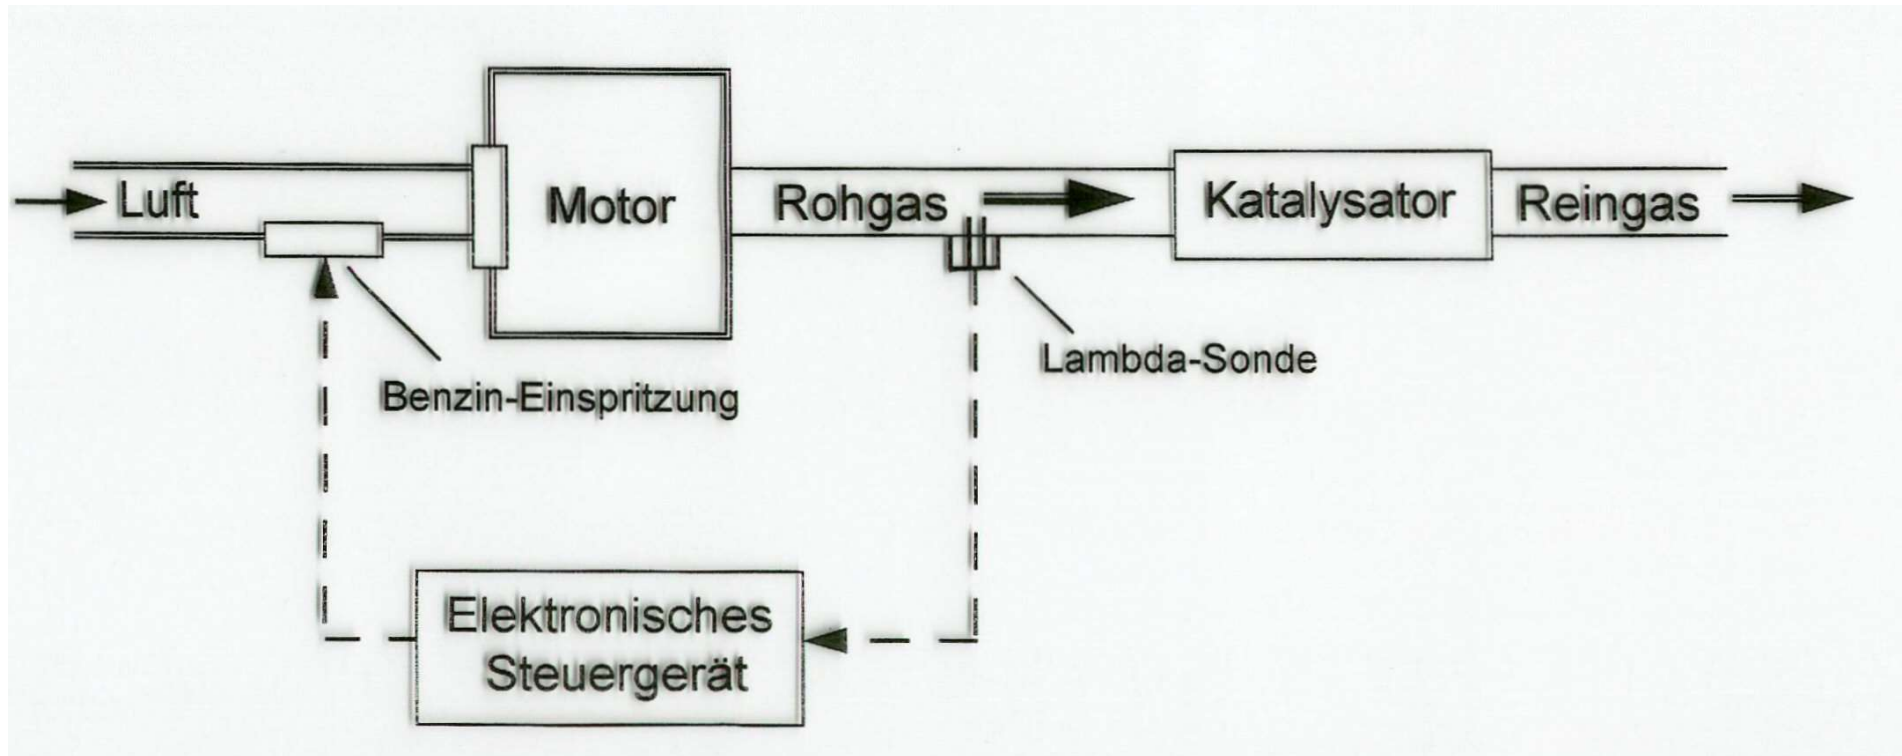 Luft
Motor
Rohgas
Katalysator
Reingas
Lambda-Sonde
Benzin-Einspritzung
Elektronisches
Steuergerät